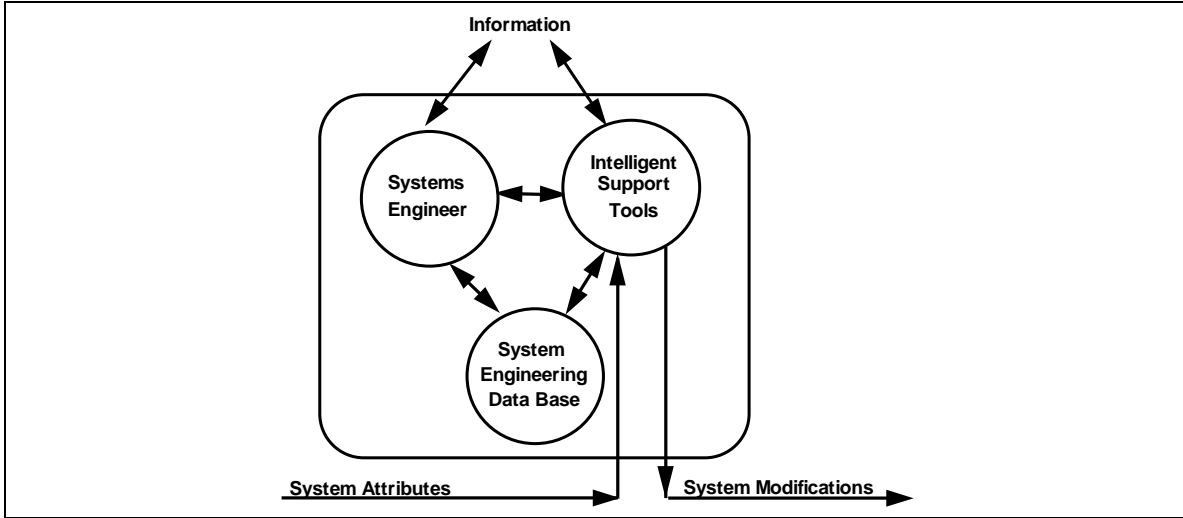 Information
Systems
Engineer
Intelligent
Support
Tools
System
Engineering
Data Base
System Attributes
System Modifications